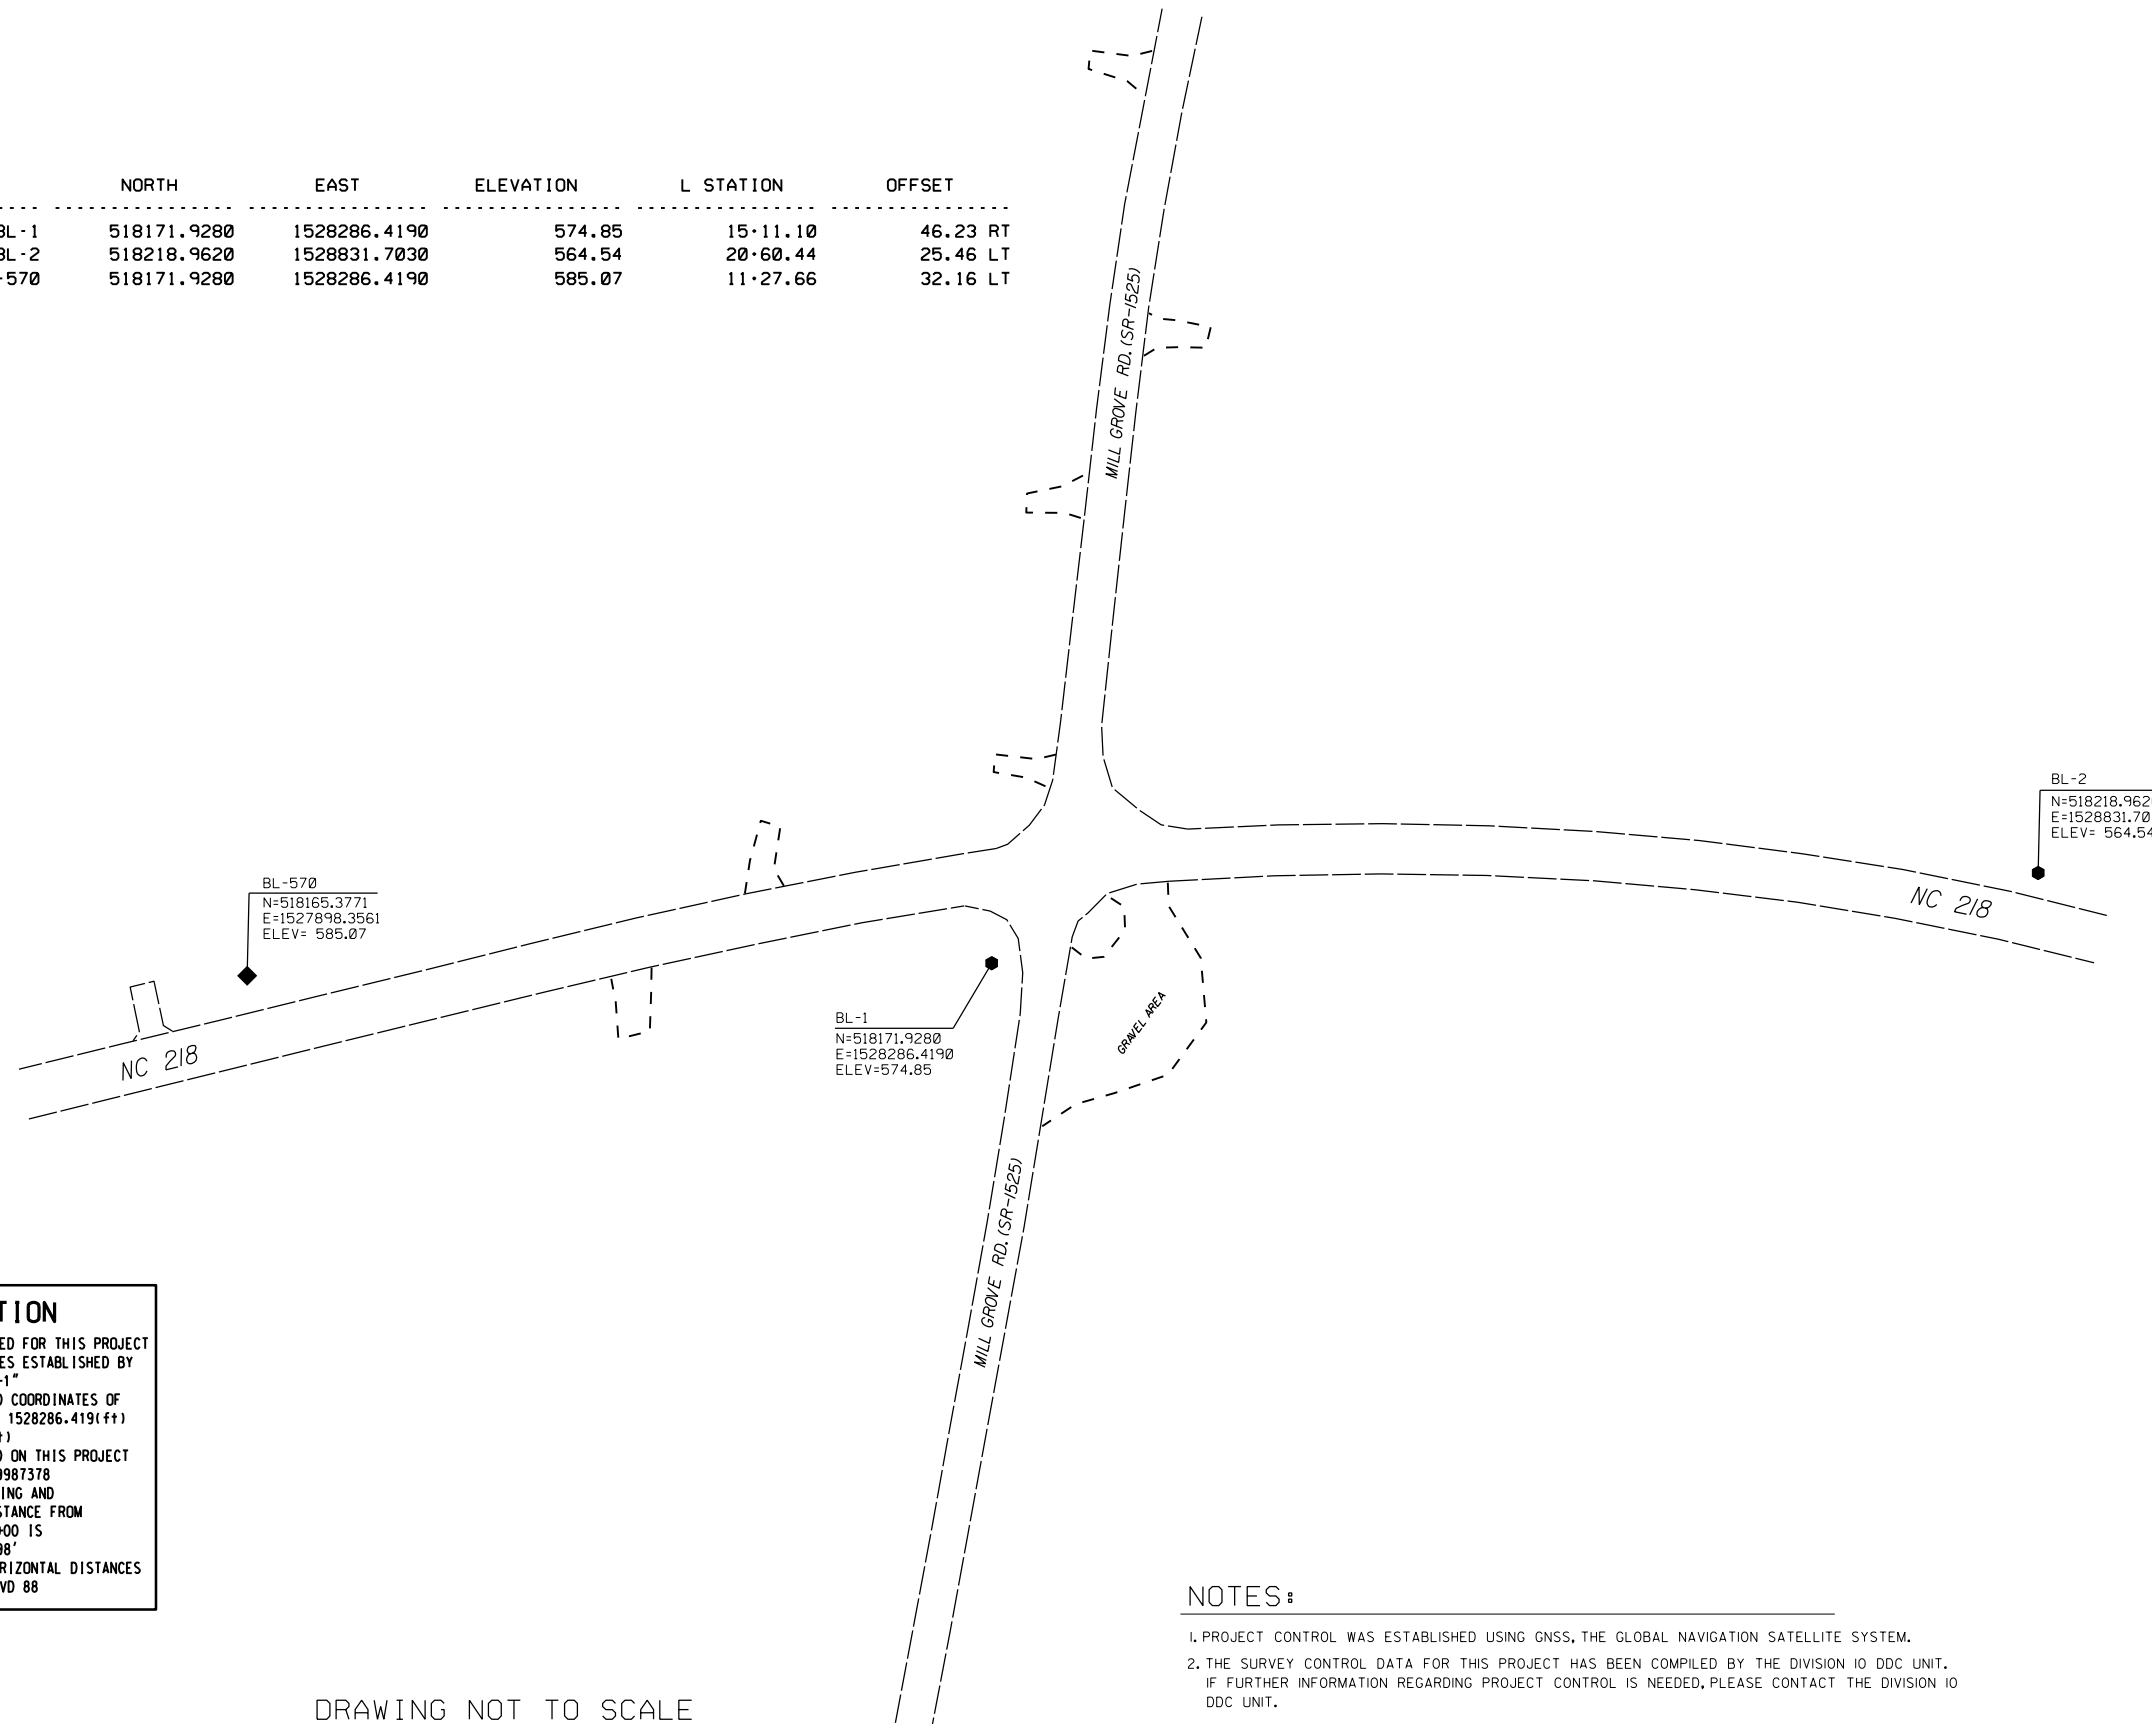 NORTH EAST ELEVATION L STATION OFFSET
BL-1 518171.9280 1528286.4190 574.85 15+11.10 46.23 RT
BL-2 518218.9620 1528831.7030 564.54 20+60.44 25.46 LT
-570 518171.9280 1528286.4190 585.07 11+27.66 32.16 LT
MILL GROVE RD. (SR-1525)
BL-2
N=518218.962
E=1528831.70
ELEV= 564.54
NC 218
BL-570
N=518165.3771
E=1527898.3561
ELEV= 585.07
NC 218
BL-1
N=518171.9280
E=1528286.4190
ELEV=574.85
GRAVEL AREA
MILL GROVE RD. (SR-1525)
TION
ED FOR THIS PROJECT
ES ESTABLISHED BY
-1"
D COORDINATES OF
1528286.419(ft)
t)
D ON THIS PROJECT
9987378
ING AND
STANCE FROM
+00 IS
98'
RIZONTAL DISTANCES
VD 88
DRAWING NOT TO SCALE
NOTES:
1. PROJECT CONTROL WAS ESTABLISHED USING GNSS, THE GLOBAL NAVIGATION SATELLITE SYSTEM.
2. THE SURVEY CONTROL DATA FOR THIS PROJECT HAS BEEN COMPILED BY THE DIVISION 10 DDC UNIT.
IF FURTHER INFORMATION REGARDING PROJECT CONTROL IS NEEDED, PLEASE CONTACT THE DIVISION 10
DDC UNIT.